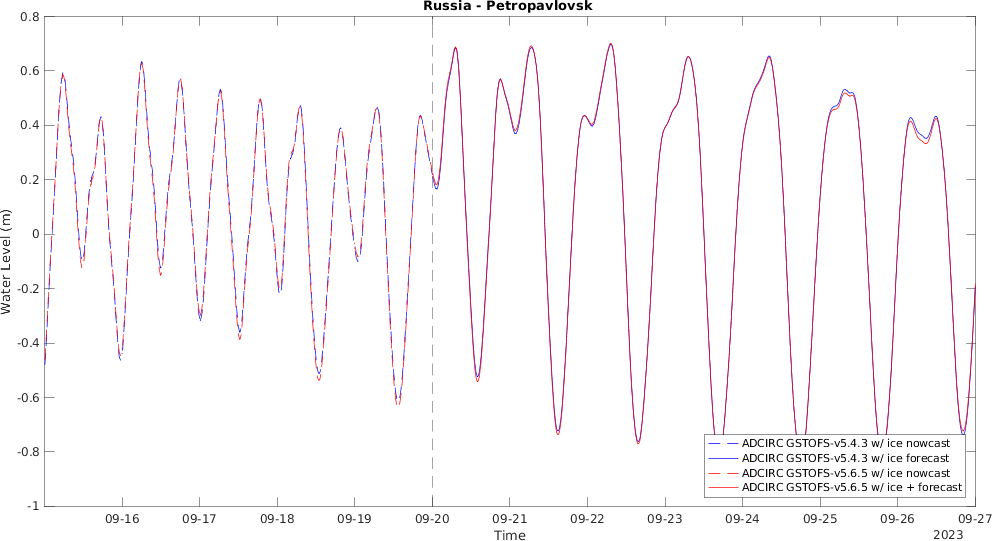 Russia - Petropavlovsk
0.8
0.6
0.4
0.2
0
-0.2
-0.4
-0.6
-0.8
-1
Water Level (m)
ADCIRC GSTOFS-v5.4.3 w/ ice nowcast
ADCIRC GSTOFS-v5.4.3 w/ ice forecast
ADCIRC GSTOFS-v5.6.5 w/ ice nowcast
ADCIRC GSTOFS-v5.6.5 w/ ice + forecast
09-16 09-17 09-18 09-19 09-20 09-21 09-22 09-23 09-24 09-25 09-26 09-27
Time
2023